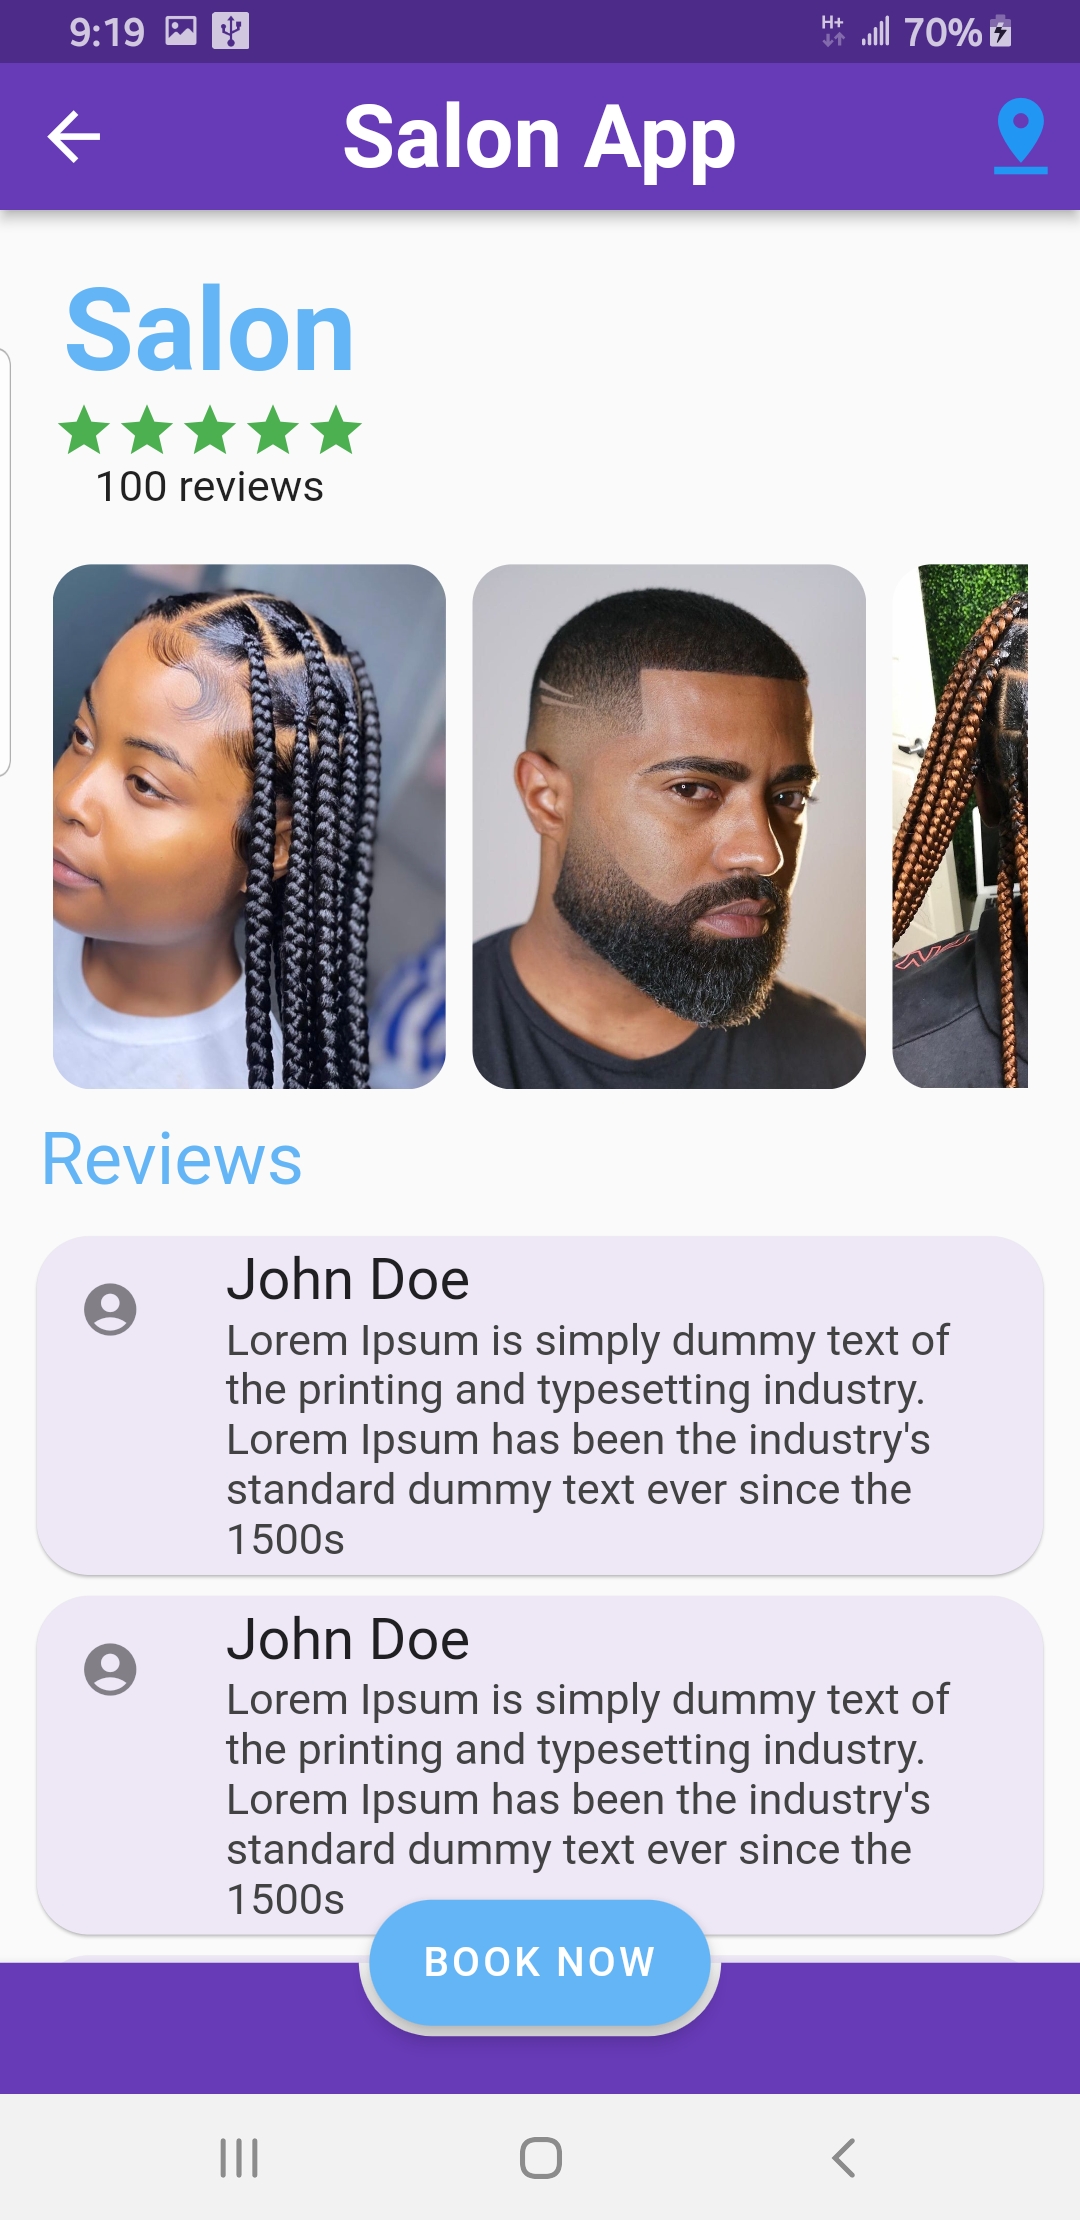 9:19 H+ 70%
Salon App
Salon
100 reviews
Reviews
John Doe
Lorem Ipsum is simply dummy text of
the printing and typesetting industry.
Lorem Ipsum has been the industry's
standard dummy text ever since the
1500s
John Doe
Lorem Ipsum is simply dummy text of
the printing and typesetting industry.
Lorem Ipsum has been the industry's
standard dummy text ever since the
1500s
BOOK NOW